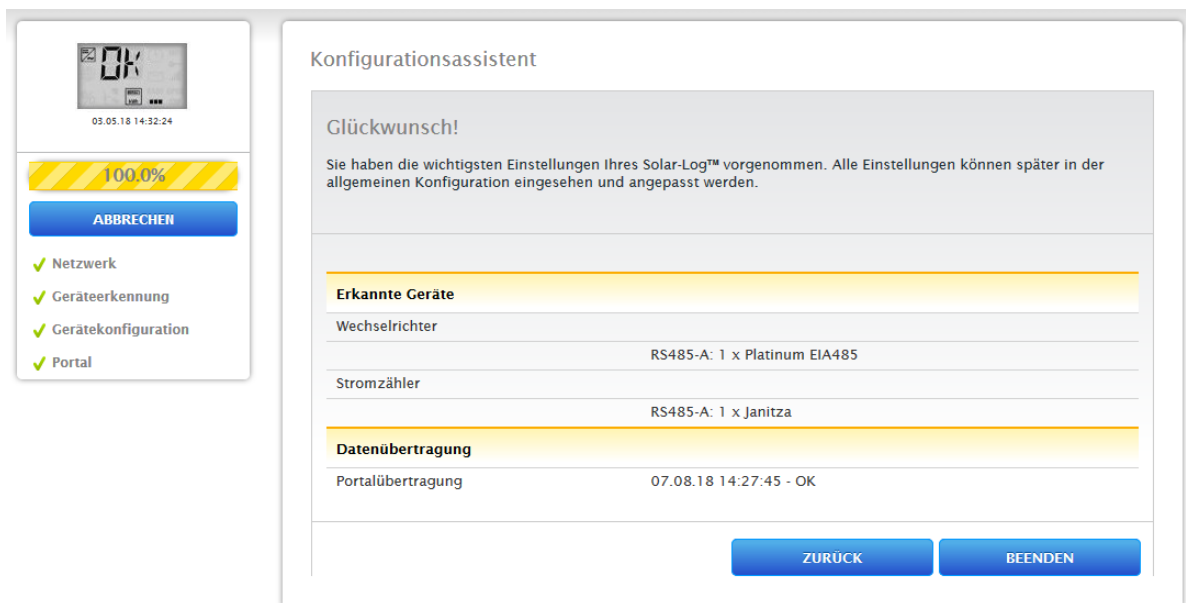 OK
03.05.18 14:32:24
100.0%
ABBRECHEN
Netzwerk
Geräteerkennung
Gerätekonfiguration
Portal
Konfigurationsassistent
Glückwunsch!
Sie haben die wichtigsten Einstellungen Ihres Solar-Log™ vorgenommen. Alle Einstellungen können später in der
allgemeinen Konfiguration eingesehen und angepasst werden.
Erkannte Geräte
Wechselrichter
RS485-A: 1 x Platinum EIA485
Stromzähler
RS485-A: 1 x Janitza
Datenübertragung
Portalübertragung 07.08.18 14:27:45 - OK
ZURÜCK BEENDEN